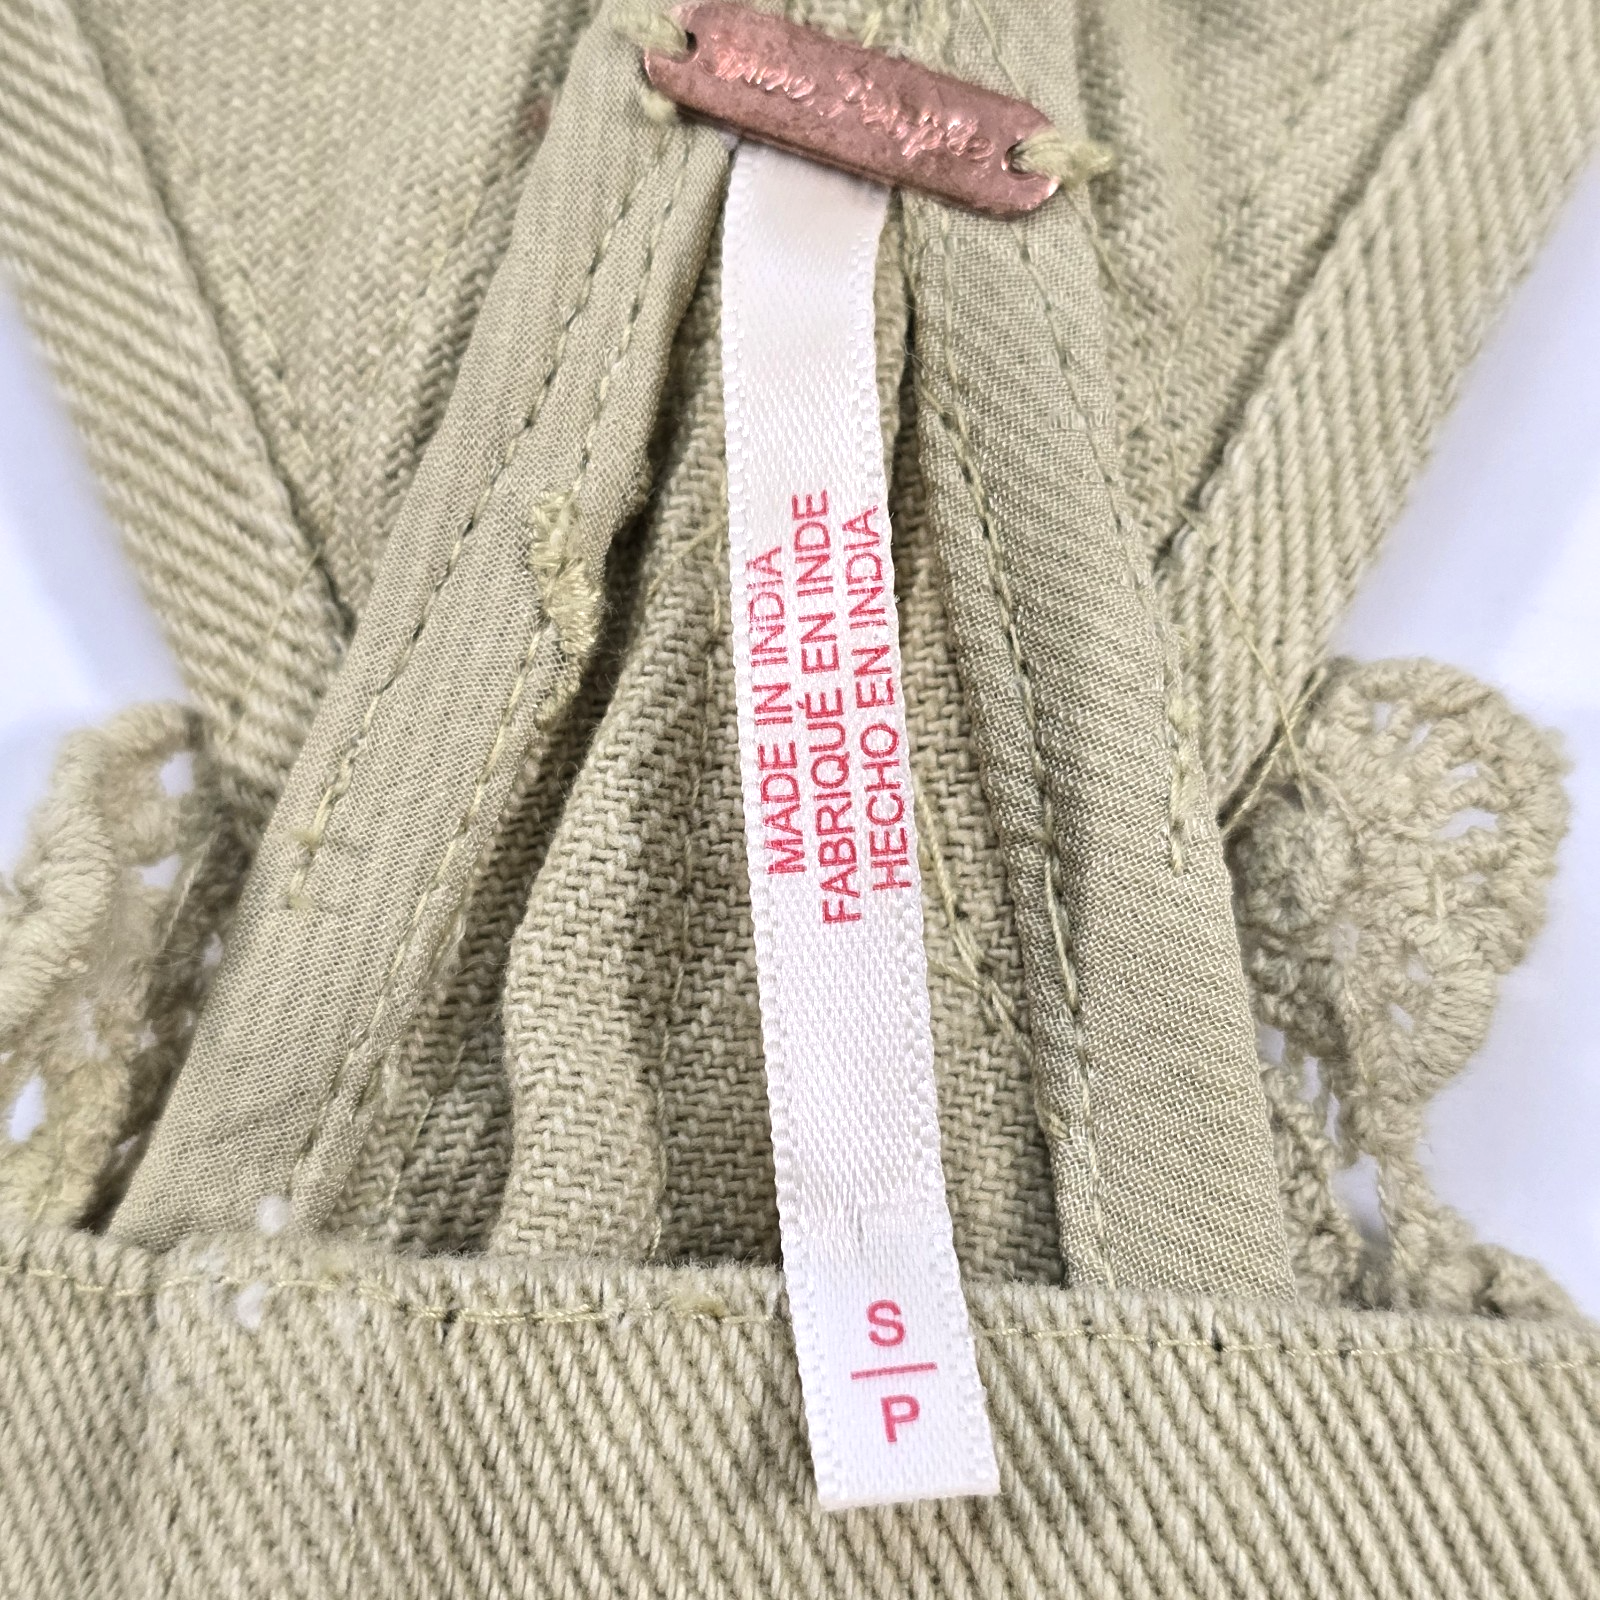 MADE IN INDIA
FABRIQUÉ EN INDE
HECHO EN INDIA
S
P